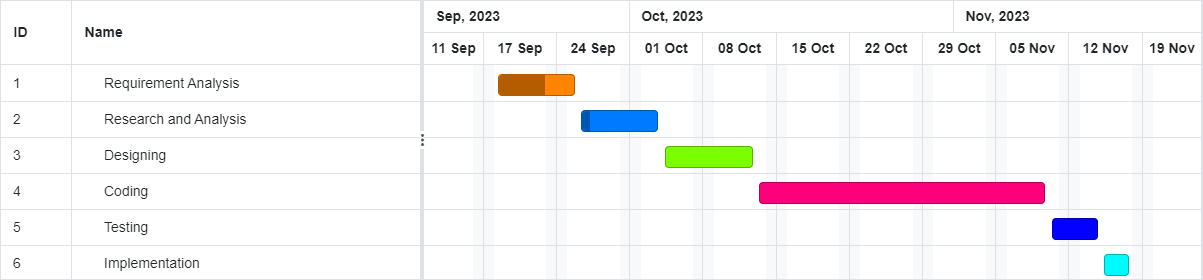 ID Name Sep, 2023 Oct, 2023 Nov, 2023
11 Sep 17 Sep 24 Sep 01 Oct 08 Oct 15 Oct 22 Oct 29 Oct 05 Nov 12 Nov 19 Nov
1 Requirement Analysis
2 Research and Analysis
3 Designing
4 Coding
5 Testing
6 Implementation